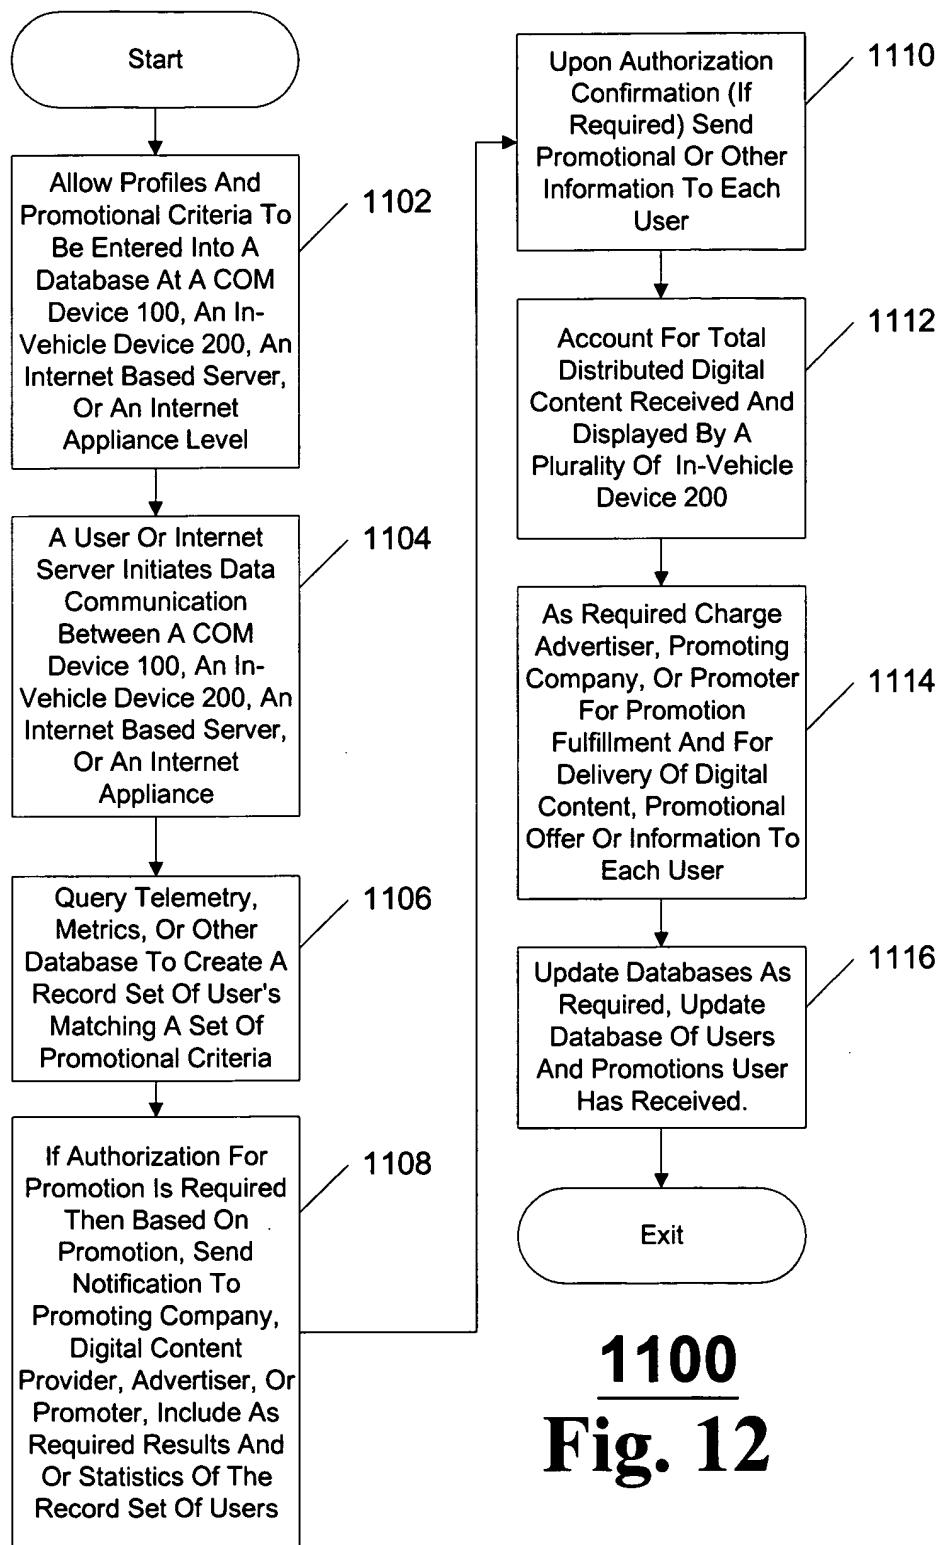 Start
Allow Profiles And
Promotional Criteria To
Be Entered Into A
Database At A COM
Device 100, An In-
Vehicle Device 200, An
Internet Based Server,
Or An Internet
Appliance Level
1102
A User Or Internet
Server Initiates Data
Communication
Between A COM
Device 100, An In-
Vehicle Device 200, An
Internet Based Server,
Or An Internet
Appliance
1104
Query Telemetry,
Metrics, Or Other
Database To Create A
Record Set Of User's
Matching A Set Of
Promotional Criteria
1106
If Authorization For
Promotion Is Required
Then Based On
Promotion, Send
Notification To
Promoting Company,
Digital Content
Provider, Advertiser, Or
Promoter, Include As
Required Results And
Or Statistics Of The
Record Set Of Users
1108
Upon Authorization
Confirmation (If
Required) Send
Promotional Or Other
Information To Each
User
1110
Account For Total
Distributed Digital
Content Received And
Displayed By A
Plurality Of In-Vehicle
Device 200
1112
As Required Charge
Advertiser, Promoting
Company, Or Promoter
For Promotion
Fulfillment And For
Delivery Of Digital
Content, Promotional
Offer Or Information To
Each User
1114
Update Databases As
Required, Update
Database Of Users
And Promotions User
Has Received.
1116
Exit
1100
Fig. 12